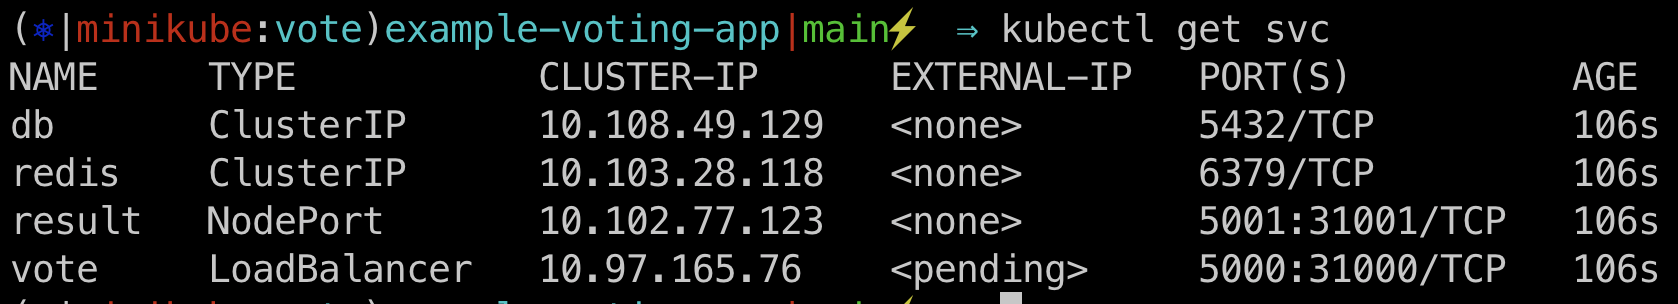 (⎈|minikube:vote)example-voting-app|main⚡ ⇒ kubectl get svc
NAME TYPE CLUSTER-IP EXTERNAL-IP PORT(S) AGE
db ClusterIP 10.108.49.129 <none> 5432/TCP 106s
redis ClusterIP 10.103.28.118 <none> 6379/TCP 106s
result NodePort 10.102.77.123 <none> 5001:31001/TCP 106s
vote LoadBalancer 10.97.165.76 <pending> 5000:31000/TCP 106s